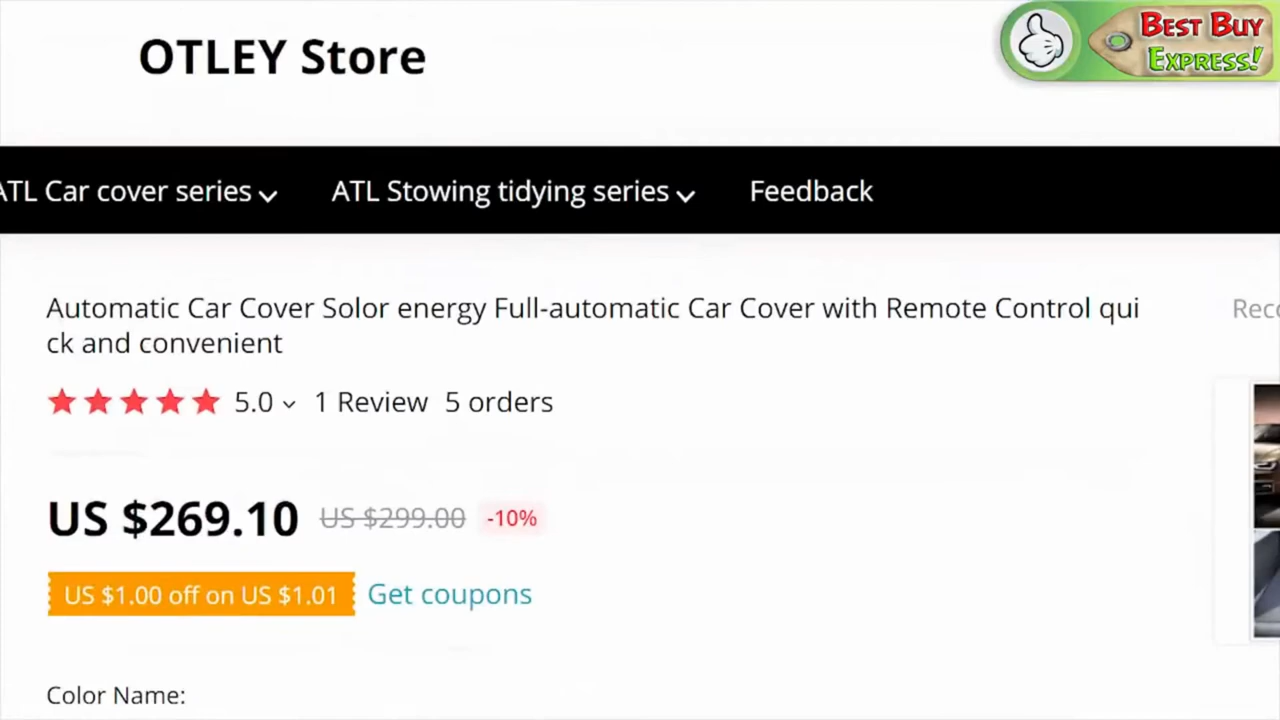 OTLEY Store
BEST BUY
EXPRESS!
ATL Car cover series
ATL Stowing tidying series
Feedback
Automatic Car Cover Solor energy Full-automatic Car Cover with Remote Control qui
ck and convenient
Rec
5.0
1 Review
5 orders
US $269.10
US $299.00
-10%
US $1.00 off on US $1.01
Get coupons
Color Name: